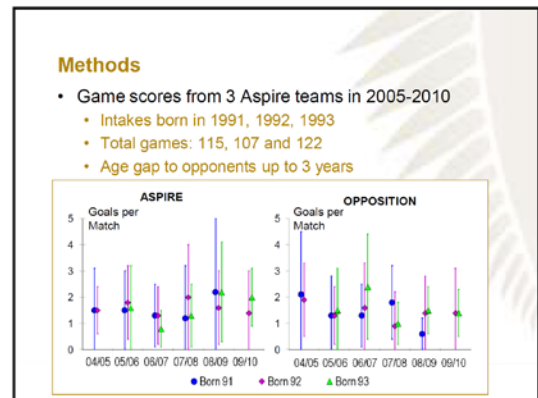 Methods
• Game scores from 3 Aspire teams in 2005-2010
• Intakes born in 1991, 1992, 1993
• Total games: 115, 107 and 122
• Age gap to opponents up to 3 years
ASPIRE
Goals per
Match
5
4
3
2
1
0
04/05 05/06 06/07 07/08 08/09 09/10
OPPOSITION
Goals per
Match
5
4
3
2
1
0
04/05 05/06 06/07 07/08 08/09 09/10
Born 91 Born 92 Born 93